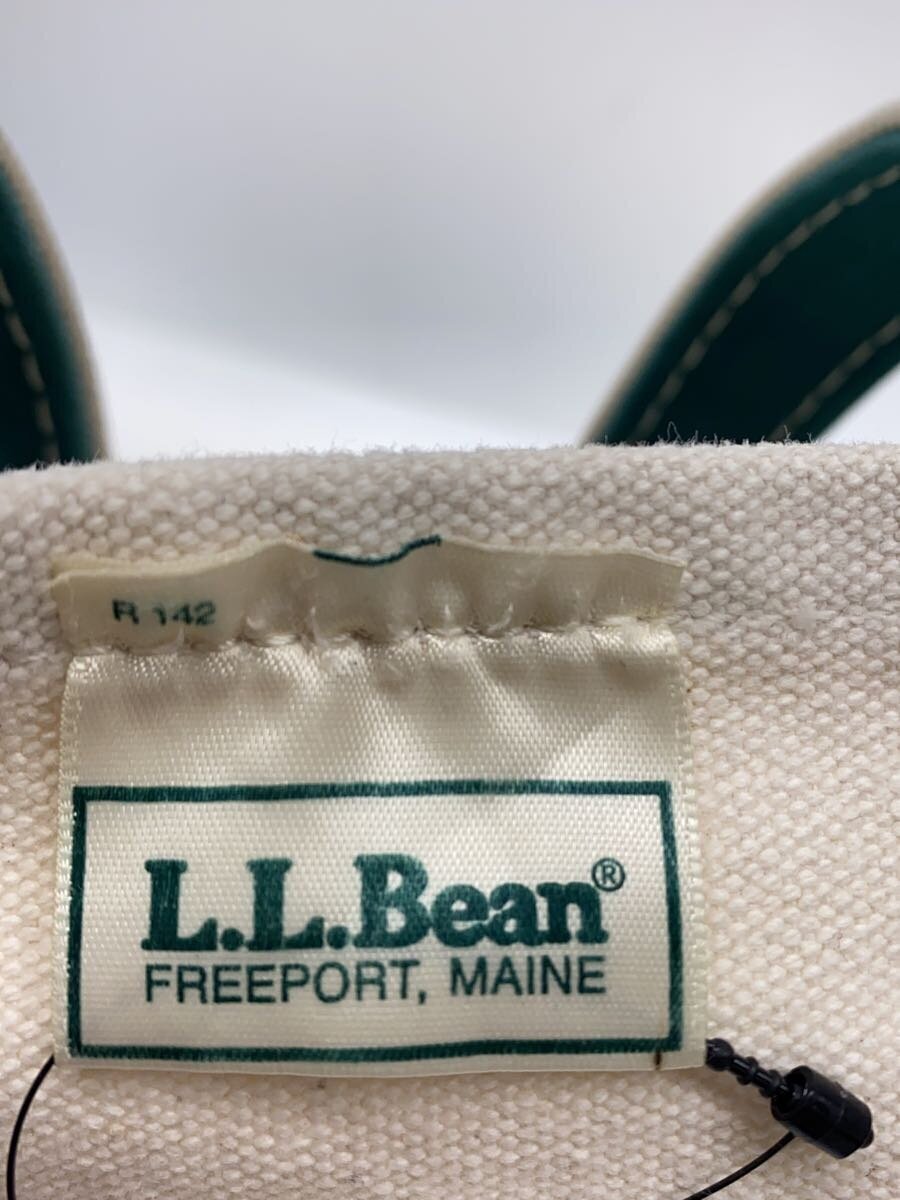 R 142
L.L.Bean®
FREEPORT, MAINE